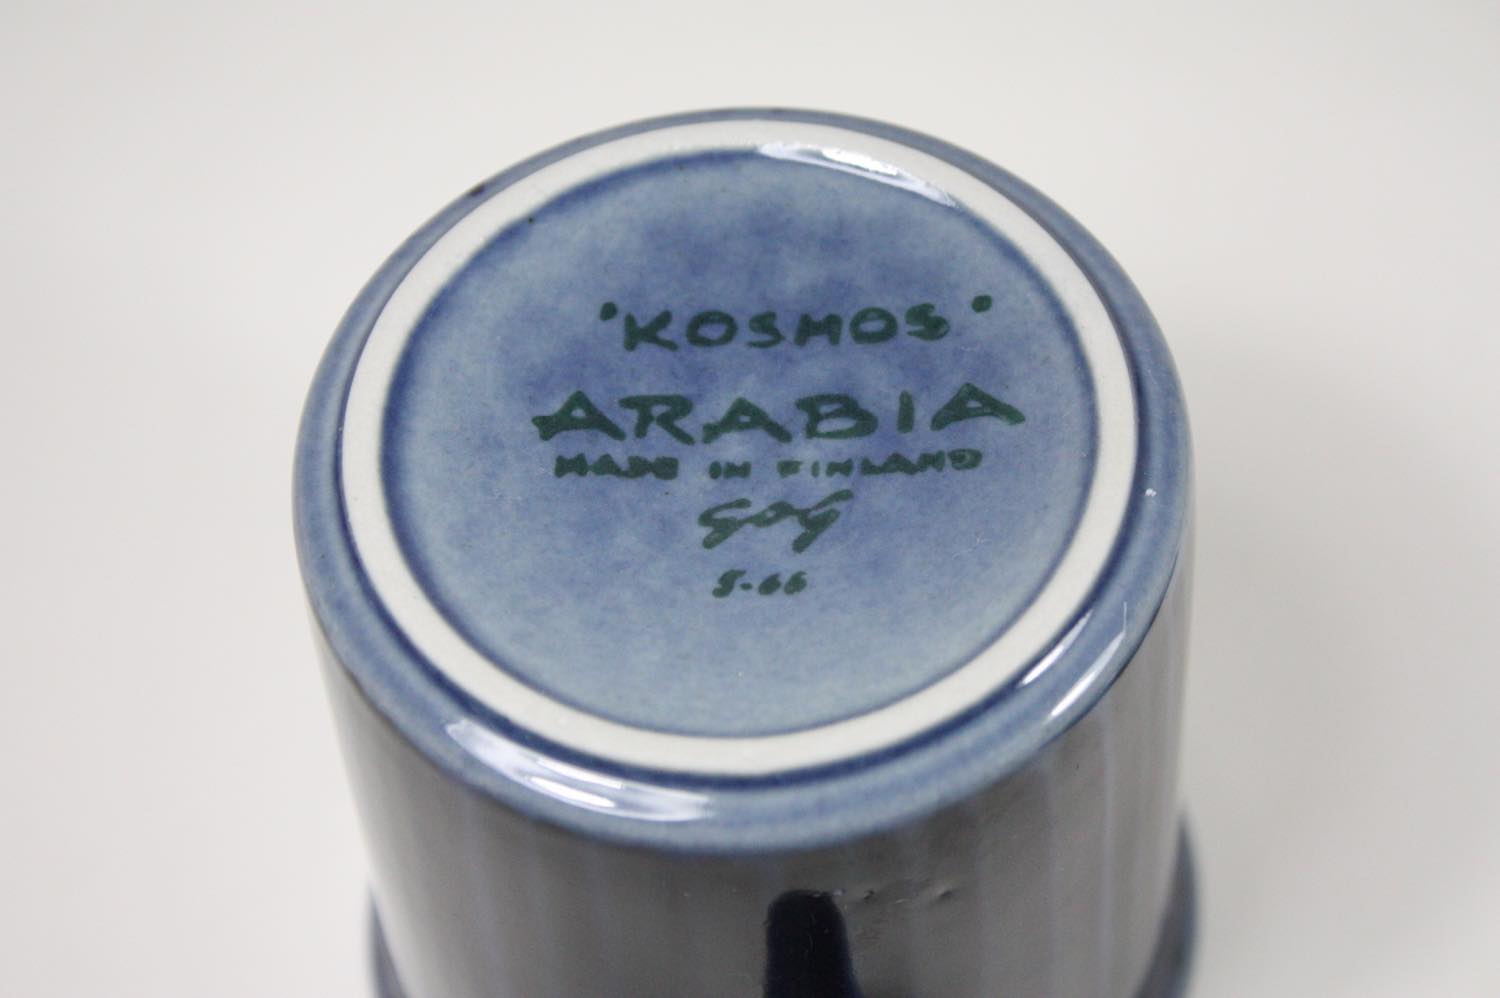 'KOSMOS'
ARABIA
MADE IN FINLAND
GOG
5-66